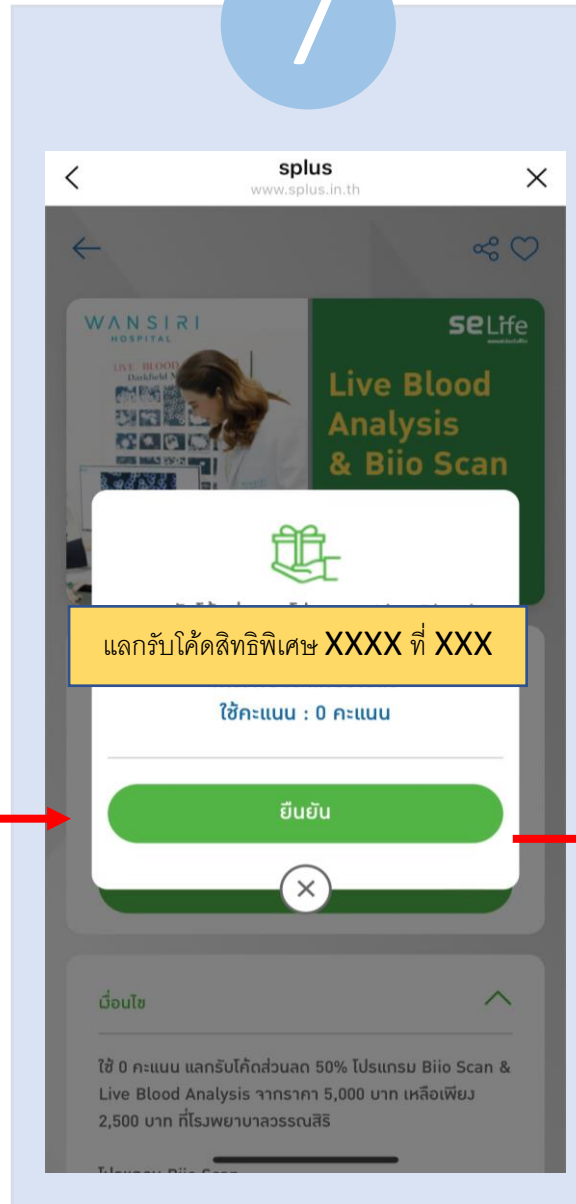 7
splus
www.splus.in.th
WANSIRI
HOSPITAL
seLife
LIVE BLOOD
Live Blood
Analysis
& Biio Scan
แลกรับโค้ดสิทธิพิเศษ XXXX ที่ XXX
ใช้คะแนน : 0 คะแนน
ยืนยัน
เงื่อนไข
ใช้ 0 คะแนน แลกรับโค้ดส่วนลด 50% โปรแกรม Biio Scan &
Live Blood Analysis จากราคา 5,000 บาท เหลือเพียง
2,500 บาท ที่โรงพยาบาลวรรณสิริ